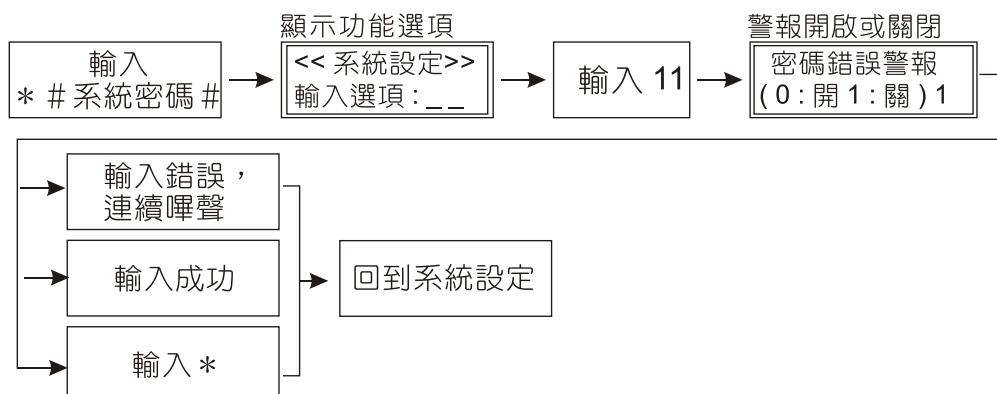 顯示功能選項
警報開啟或關閉
輸入
＊＃系統密碼＃
<< 系統設定>>
輸入選項:_ _
輸入 11
密碼錯誤警報
( 0 : 開 1 : 關 ) 1
輸入錯誤，
連續嗶聲
輸入成功
輸入＊
回到系統設定